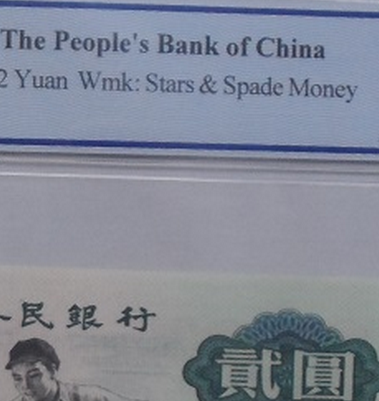 The People's Bank of China
2 Yuan Wmk: Stars & Spade Money
民銀行
貳圓